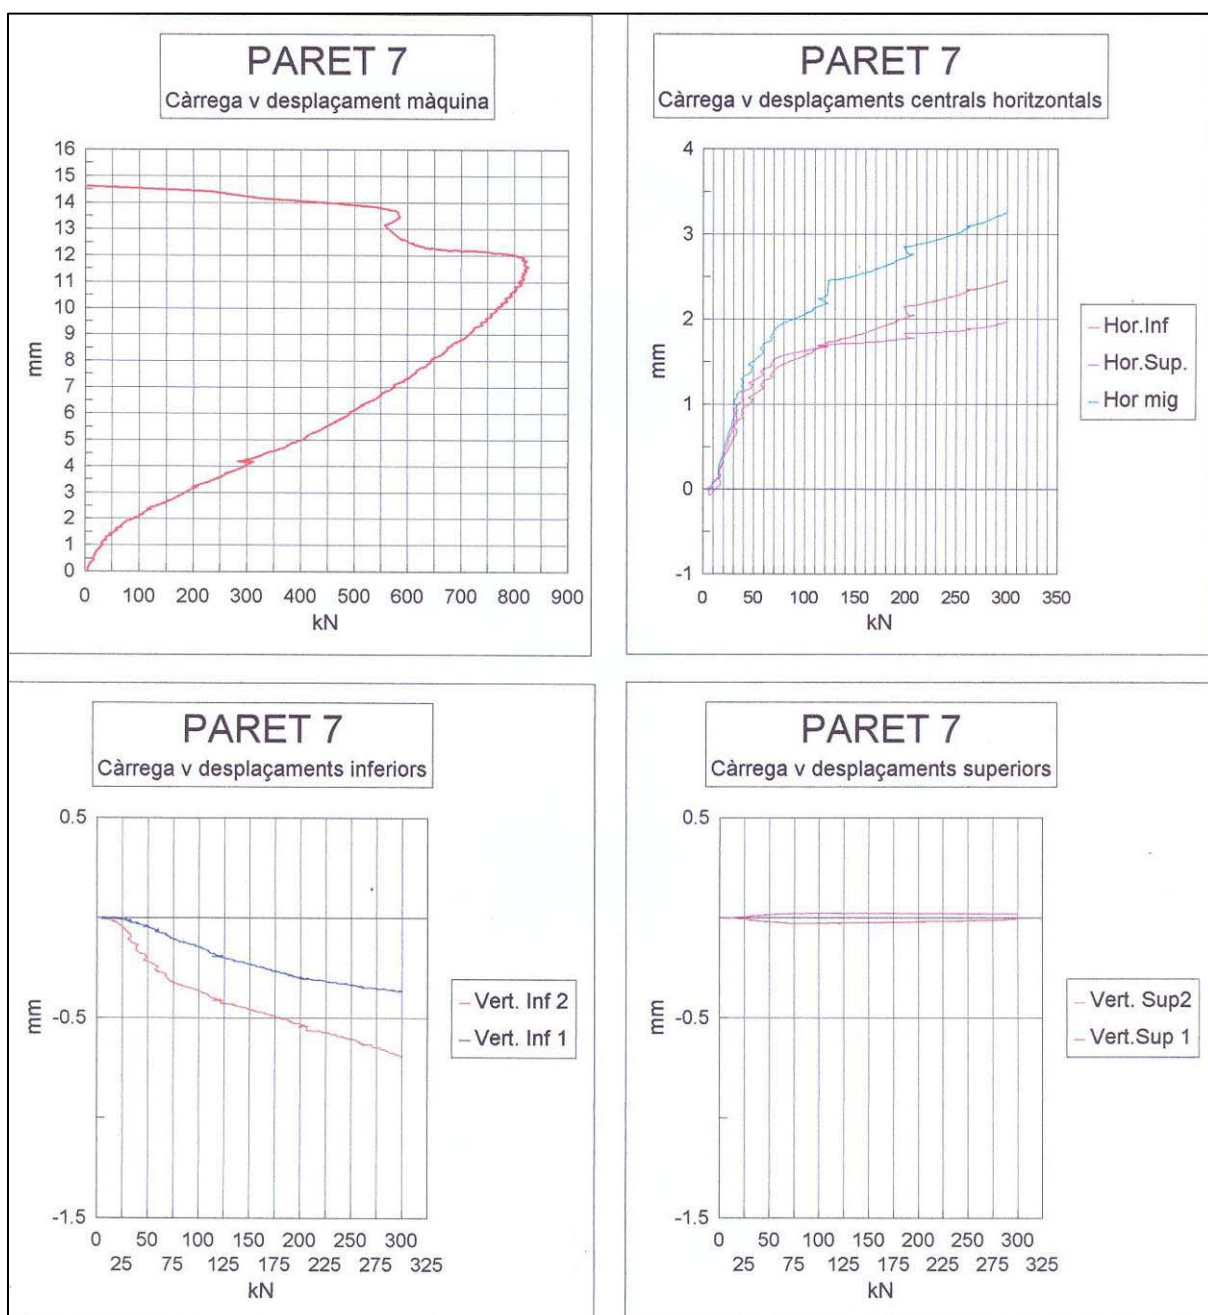 PARET 7
Càrrega v desplaçament màquina
16
15
14
13
12
11
10
9
8
7
6
5
4
3
2
1
0
mm
0 100 200 300 400 500 600 700 800 900
kN
PARET 7
Càrrega v desplaçaments centrals horitzontals
4
3
2
1
0
-1
mm
0 50 100 150 200 250 300 350
kN
Hor.Inf
Hor.Sup.
Hor mig
PARET 7
Càrrega v desplaçaments inferiors
0.5
-0.5
-1.5
mm
0 50 100 150 200 250 300
25 75 125 175 225 275 325
kN
Vert. Inf 2
Vert. Inf 1
PARET 7
Càrrega v desplaçaments superiors
0.5
-0.5
-1.5
mm
0 50 100 150 200 250 300
25 75 125 175 225 275 325
kN
Vert. Sup2
Vert.Sup 1